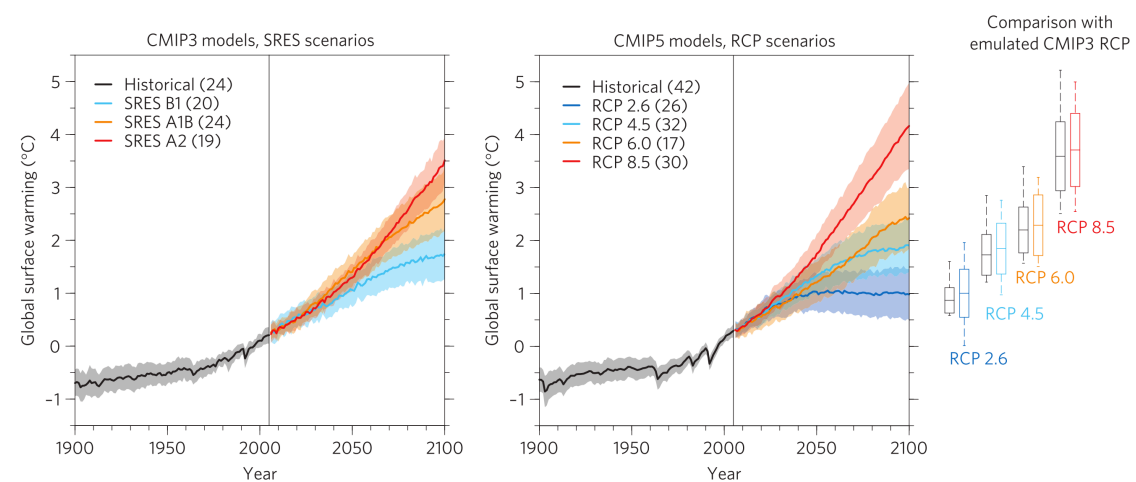 CMIP3 models, SRES scenarios
Global surface warming (°C)
Historical (24)
SRES B1 (20)
SRES A1B (24)
SRES A2 (19)
5
4
3
2
1
0
−1
1900
1950
2000
2050
2100
Year
CMIP5 models, RCP scenarios
Global surface warming (°C)
Historical (42)
RCP 2.6 (26)
RCP 4.5 (32)
RCP 6.0 (17)
RCP 8.5 (30)
5
4
3
2
1
0
−1
1900
1950
2000
2050
2100
Year
Comparison with
emulated CMIP3 RCP
RCP 8.5
RCP 6.0
RCP 4.5
RCP 2.6